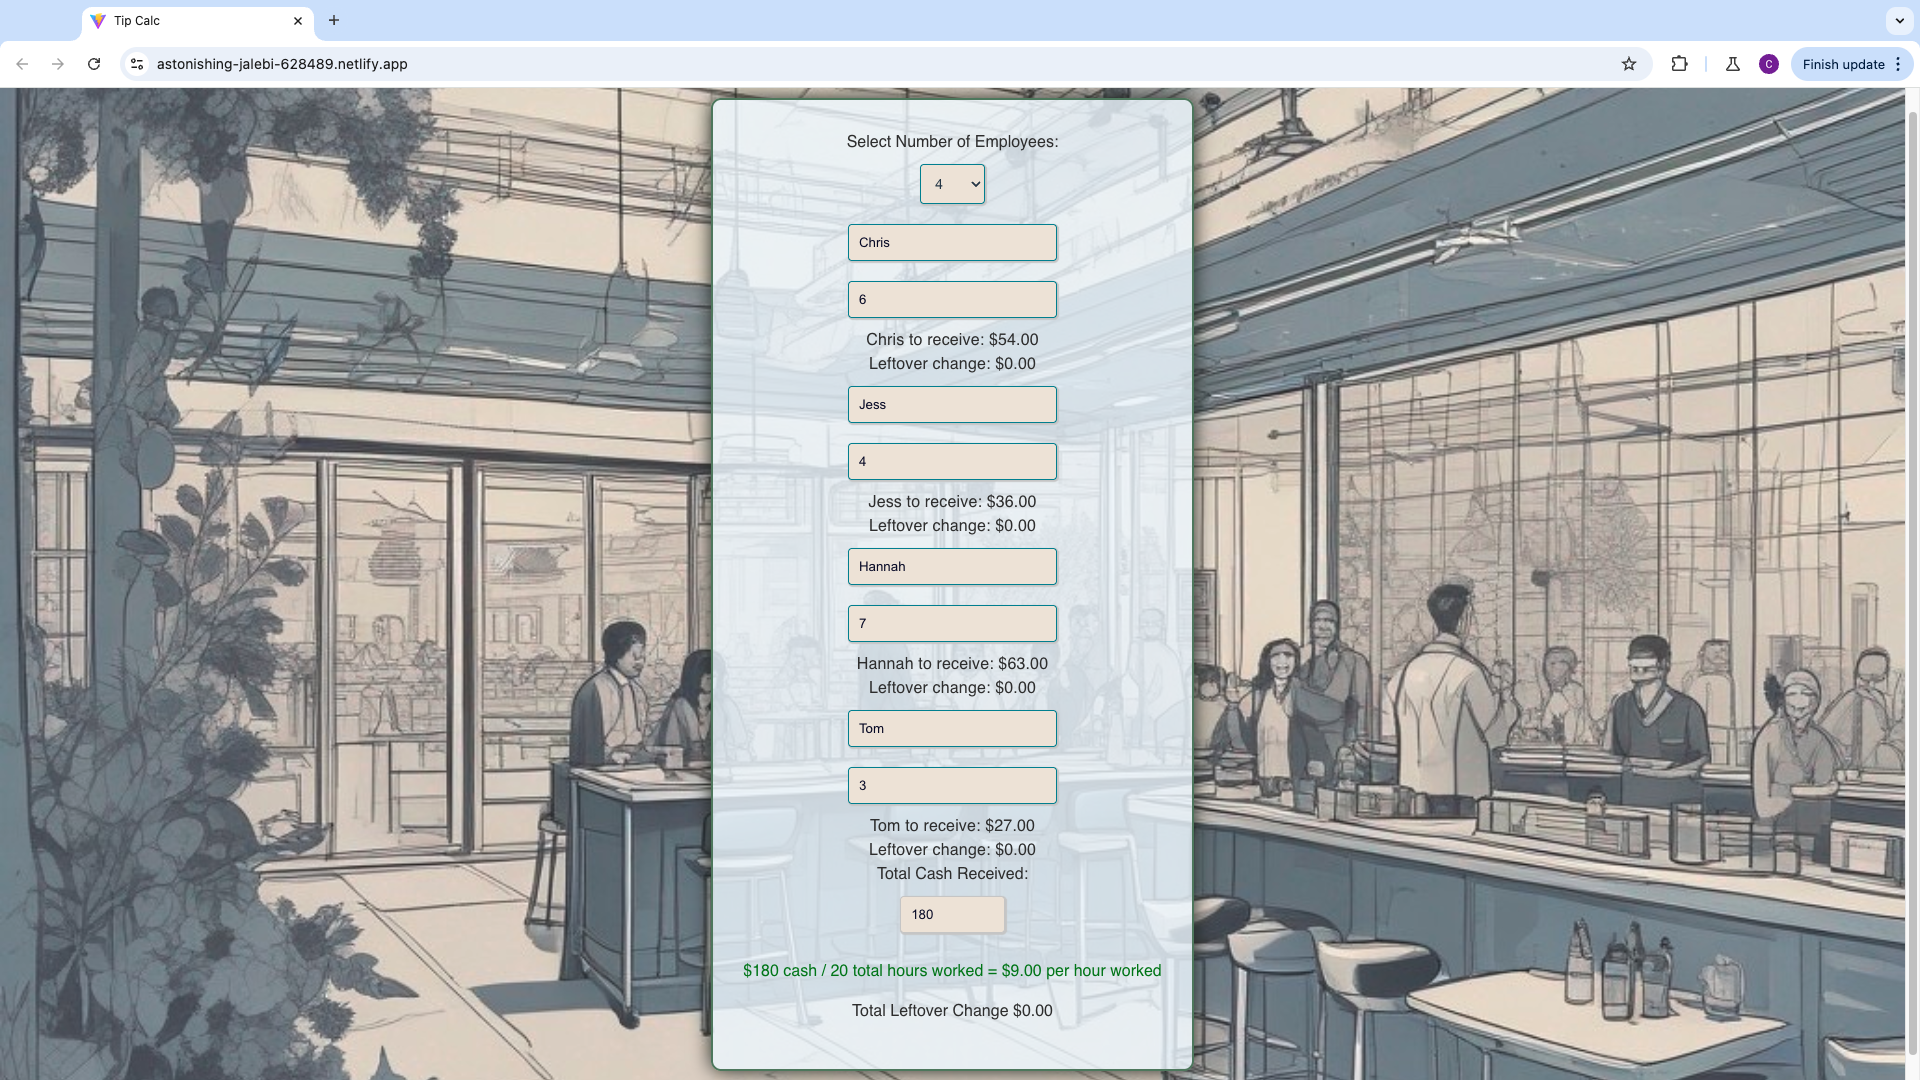 Tip Calc
astonishing-jalebi-628489.netlify.app
C
Finish update
Select Number of Employees:
4
Chris
6
Chris to receive: $54.00
Leftover change: $0.00
Jess
4
Jess to receive: $36.00
Leftover change: $0.00
Hannah
7
Hannah to receive: $63.00
Leftover change: $0.00
Tom
3
Tom to receive: $27.00
Leftover change: $0.00
Total Cash Received:
180
$180 cash / 20 total hours worked = $9.00 per hour worked
Total Leftover Change $0.00